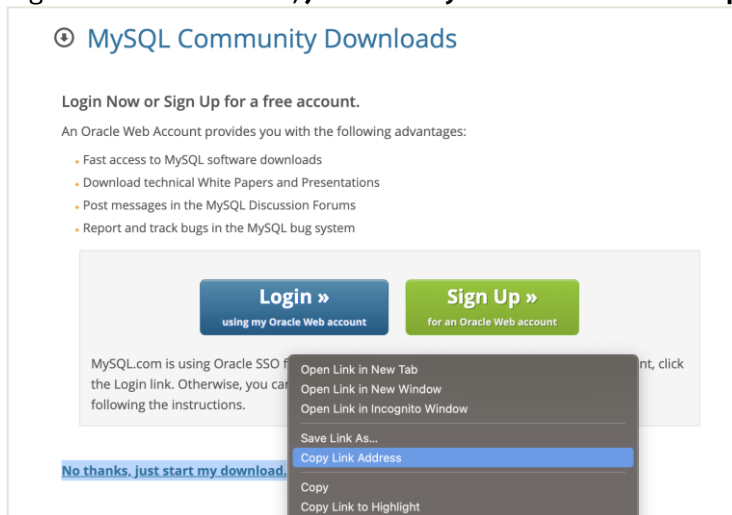 MySQL Community Downloads
Login Now or Sign Up for a free account.
An Oracle Web Account provides you with the following advantages:
Fast access to MySQL software downloads
Download technical White Papers and Presentations
Post messages in the MySQL Discussion Forums
Report and track bugs in the MySQL bug system
Login »
using my Oracle Web account
Sign Up »
for an Oracle Web account
MySQL.com is using Oracle SSO f nt, click
the Login link. Otherwise, you can
following the instructions.
No thanks, just start my download.
Open Link in New Tab
Open Link in New Window
Open Link in Incognito Window
Save Link As...
Copy Link Address
Copy
Copy Link to Highlight